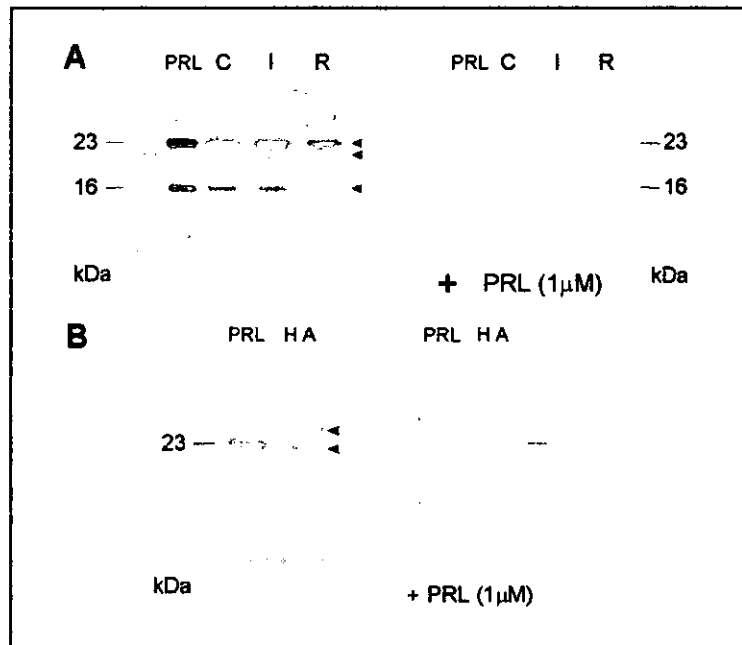 A PRL C I R PRL C I R
23 23
16 16
kDa + PRL (1µM) kDa
B PRL H A PRL H A
23
kDa + PRL (1µM)